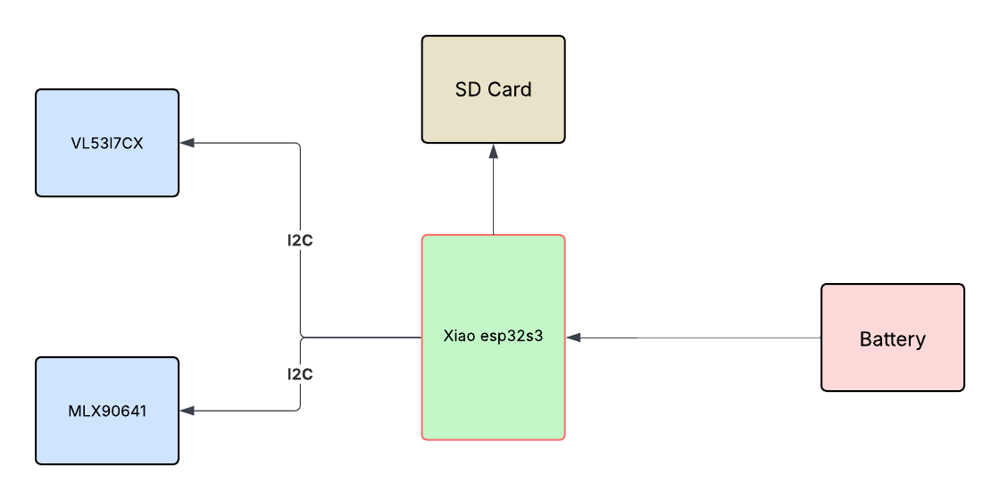 SD Card
VL53l7CX
I2C
Xiao esp32s3
Battery
I2C
MLX90641